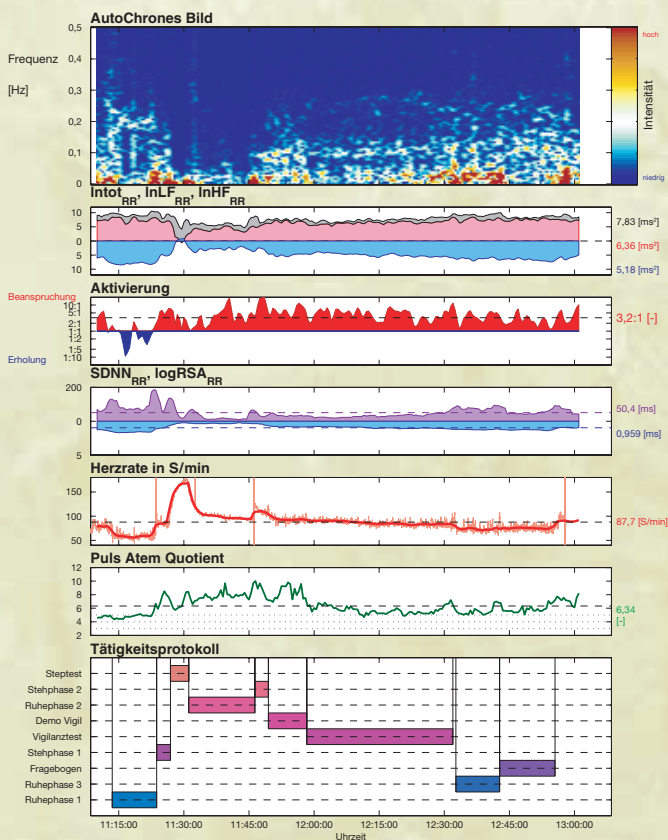 AutoChrones Bild
Frequenz
[Hz]
0,5
0,4
0,3
0,2
0,1
0
hoch
Intensität
niedrig
lntot RR, lnLF RR, lnHF RR
10
5
0
5
10
7,83 [ms²]
6,36 [ms²]
5,18 [ms²]
Aktivierung
Beanspruchung
10:1
5:1
2:1
1:1
1:2
1:5
1:10
Erholung
3,2:1 [-]
SDNN RR, logRSA RR
200
0
5
50,4 [ms]
0,959 [ms]
Herzrate in S/min
150
100
50
87,7 [S/min]
Puls Atem Quotient
12
10
8
6
4
2
6,34
[-]
Tätigkeitsprotokoll
Steptest
Stehphase 2
Ruhephase 2
Demo Vigil
Vigilanztest
Stehphase 1
Fragebogen
Ruhephase 3
Ruhephase 1
11:15:00 11:30:00 11:45:00 12:00:00 12:15:00 12:30:00 12:45:00 13:00:00
Uhrzeit